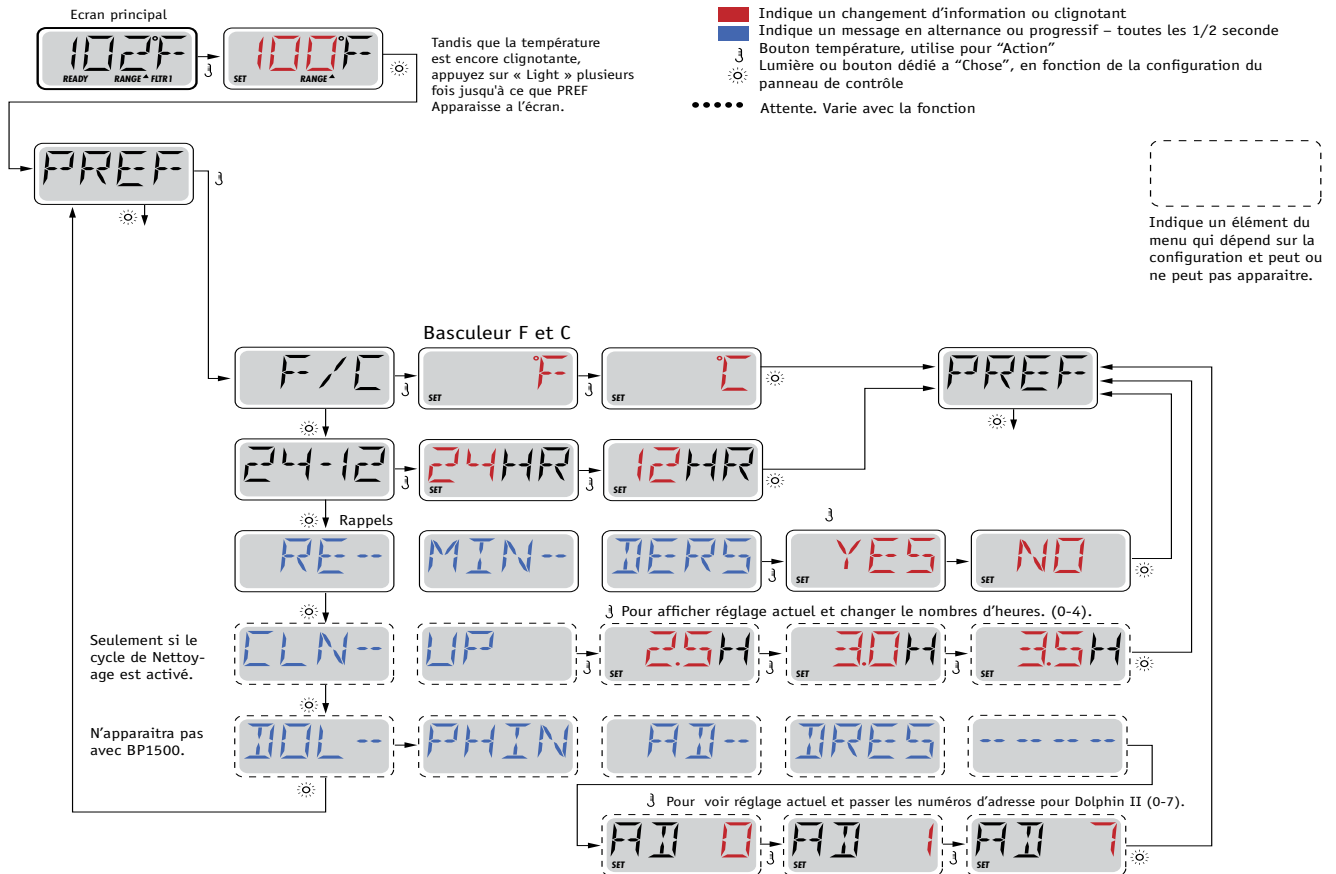 Ecran principal
102°F
READY RANGE FLTR1
100°F
SET RANGE
Tandis que la température
est encore clignotante,
appuyez sur « Light » plusieurs
fois jusqu'à ce que PREF
Apparaisse a l'écran.
Indique un changement d'information ou clignotant
Indique un message en alternance ou progressif – toutes les 1/2 seconde
Bouton température, utilise pour “Action”
Lumière ou bouton dédié a “Chose”, en fonction de la configuration du
panneau de contrôle
Attente. Varie avec la fonction
Indique un élément du
menu qui dépend sur la
configuration et peut ou
ne peut pas apparaitre.
PREF
Basculeur F et C
F/C
°F
SET
°C
SET
PREF
24-12
24HR
SET
12HR
SET
Rappels
RE--
MIN--
DERS
YES
SET
NO
SET
Pour afficher réglage actuel et changer le nombres d'heures. (0-4).
Seulement si le
cycle de Nettoy-
age est activé.
CLN--
UP
2.5H
SET
3.0H
SET
3.5H
SET
N'apparaitra pas
avec BP1500.
DOL--
PHIN
AD--
DRES
----
Pour voir réglage actuel et passer les numéros d'adresse pour Dolphin II (0-7).
AD 0
SET
AD 1
SET
AD 7
SET